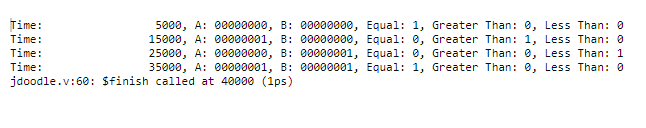 Time:                 5000, A: 00000000, B: 00000000, Equal: 1, Greater Than: 0, Less Than: 0
Time:                15000, A: 00000001, B: 00000000, Equal: 0, Greater Than: 1, Less Than: 0
Time:                25000, A: 00000000, B: 00000001, Equal: 0, Greater Than: 0, Less Than: 1
Time:                35000, A: 00000001, B: 00000001, Equal: 1, Greater Than: 0, Less Than: 0
jdoodle.v:60: $finish called at 40000 (1ps)